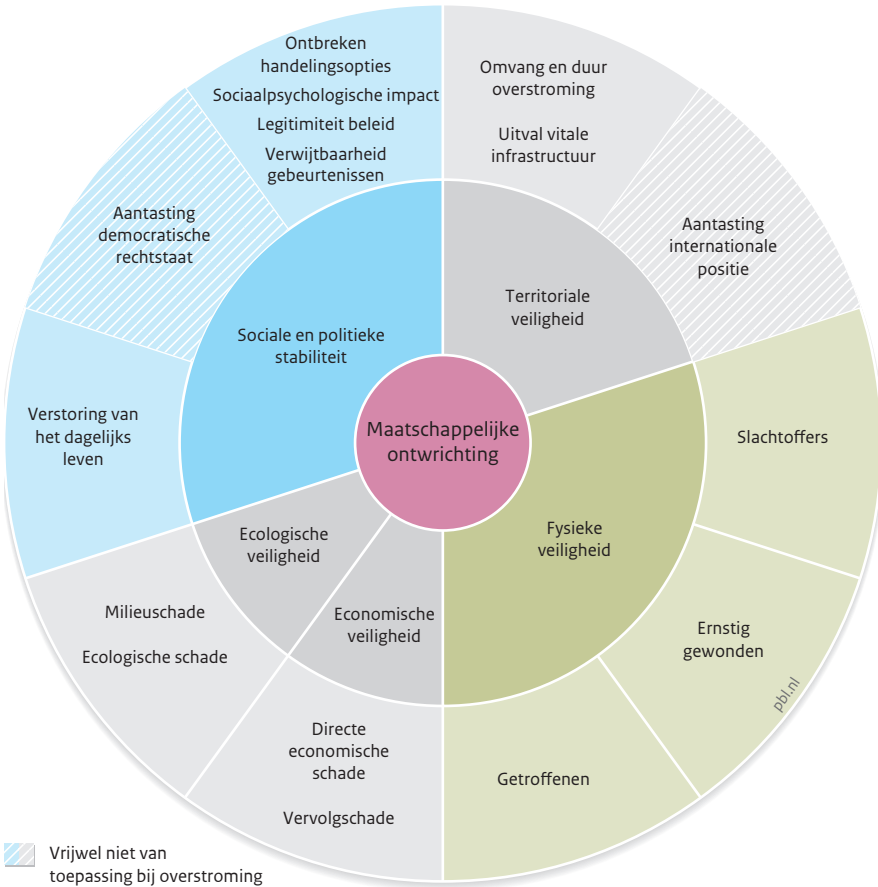 Maatschappelijke
ontwrichting
Territoriale
veiligheid
Omvang en duur
overstroming
Uitval vitale
infrastructuur
Aantasting
internationale
positie
Fysieke
veiligheid
Slachtoffers
Ernstig
gewonden
Getroffenen
Economische
veiligheid
Directe
economische
schade
Vervolgschade
Ecologische
veiligheid
Milieuschade
Ecologische schade
Sociale en politieke
stabiliteit
Verstoring van
het dagelijks
leven
Aantasting
democratische
rechtstaat
Ontbreken
handelingsopties
Sociaalpsychologische impact
Legitimiteit beleid
Verwijtbaarheid
gebeurtenissen
pbl.nl
Vrijwel niet van
toepassing bij overstroming